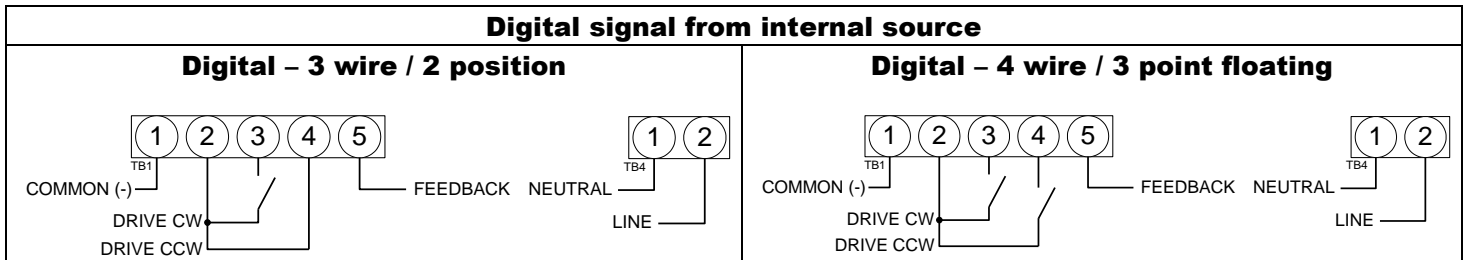 Digital signal from internal source
Digital – 3 wire / 2 position
1 2 3 4 5
TB1
COMMON (-)
DRIVE CW
DRIVE CCW
FEEDBACK
1 2
TB4
NEUTRAL
LINE
Digital – 4 wire / 3 point floating
1 2 3 4 5
TB1
COMMON (-)
DRIVE CW
DRIVE CCW
FEEDBACK
1 2
TB4
NEUTRAL
LINE